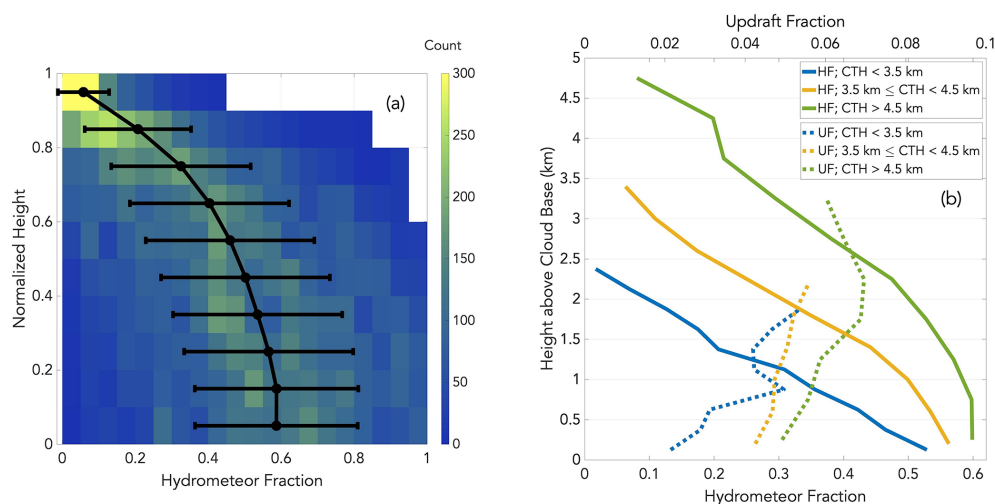 Count
300
250
200
150
100
50
0
(a)
1
0.8
0.6
0.4
0.2
0
Normalized Height
0 0.2 0.4 0.6 0.8 1
Hydrometeor Fraction
Updraft Fraction
0 0.02 0.04 0.06 0.08 0.1
HF; CTH < 3.5 km
HF; 3.5 km ≤ CTH < 4.5 km
HF; CTH > 4.5 km
UF; CTH < 3.5 km
UF; 3.5 km ≤ CTH < 4.5 km
UF; CTH > 4.5 km
(b)
5
4.5
4
3.5
3
2.5
2
1.5
1
0.5
0
Height above Cloud Base (km)
0 0.1 0.2 0.3 0.4 0.5 0.6
Hydrometeor Fraction